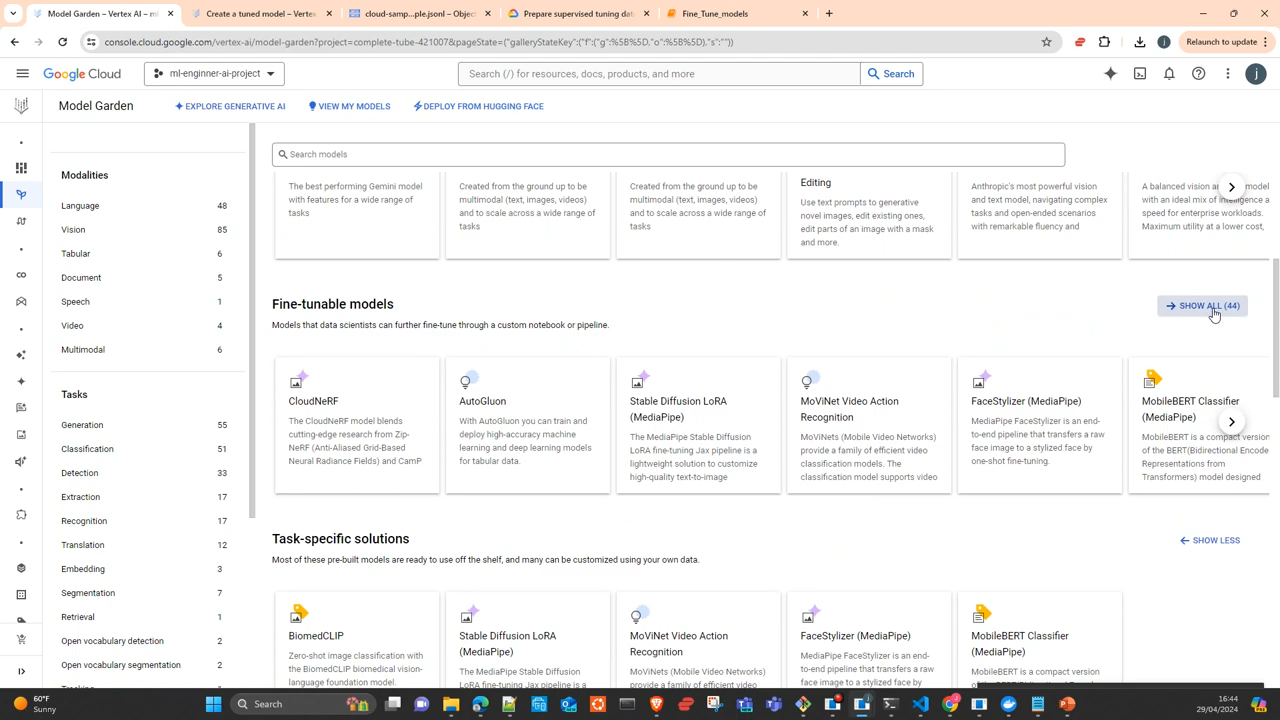 Model Garden – Vertex AI – ml
Create a tuned model – Vertex
cloud-samp...ple.jsonl – Objec
Prepare supervised tuning dat
Fine_Tune_models
console.cloud.google.com/vertex-ai/model-garden?project=complete-tube-421007&pageState=("galleryStateKey":("f":("g":%5B%5D,"o":%5B%5D),"s":""))
Relaunch to update
Google Cloud
ml-enginner-ai-project
Search (/) for resources, docs, products, and more
Search
j
Model Garden
EXPLORE GENERATIVE AI
VIEW MY MODELS
DEPLOY FROM HUGGING FACE
Modalities
Language 48
Vision 85
Tabular 6
Document 5
Speech 1
Video 4
Multimodal 6
Tasks
Generation 55
Classification 51
Detection 33
Extraction 17
Recognition 17
Translation 12
Embedding 3
Segmentation 7
Retrieval 1
Open vocabulary detection 2
Open vocabulary segmentation 2
Search models
The best performing Gemini model
with features for a wide range of
tasks
Created from the ground up to be
multimodal (text, images, videos)
and to scale across a wide range of
tasks
Created from the ground up to be
multimodal (text, images, videos)
and to scale across a wide range of
tasks
Editing
Use text prompts to generative
novel images, edit existing ones,
edit parts of an image with a mask
and more.
Anthropic's most powerful vision
and text model, navigating complex
tasks and open-ended scenarios
with remarkable fluency and
A balanced vision and model
with an ideal mix of intelligence a
speed for enterprise workloads.
Maximum utility at a lower cost,
Fine-tunable models
SHOW ALL (44)
Models that data scientists can further fine-tune through a custom notebook or pipeline.
CloudNeRF
The CloudNeRF model blends
cutting-edge research from Zip-
NeRF (Anti-Aliased Grid-Based
Neural Radiance Fields) and CamP
AutoGluon
With AutoGluon you can train and
deploy high-accuracy machine
learning and deep learning models
for tabular data.
Stable Diffusion LoRA
(MediaPipe)
The MediaPipe Stable Diffusion
LoRA fine-tuning Jax pipeline is a
lightweight solution to customize
high-quality text-to-image
MoViNet Video Action
Recognition
MoViNets (Mobile Video Networks)
provide a family of efficient video
classification models. The
classification model supports video
FaceStylizer (MediaPipe)
MediaPipe FaceStylizer is an end-
to-end pipeline that transfers a raw
face image to a stylized face by
one-shot fine-tuning.
MobileBERT Classifier
(MediaPipe)
MobileBERT is a compact version
of the BERT(Bidirectional Encode
Representations from
Transformers) model designed
Task-specific solutions
SHOW LESS
Most of these pre-built models are ready to use off the shelf, and many can be customized using your own data.
BiomedCLIP
Zero-shot image classification with
the BiomedCLIP biomedical vision-
language foundation model.
Stable Diffusion LoRA
(MediaPipe)
The MediaPipe Stable Diffusion
LoRA fine-tuning Jax pipeline is a
MoViNet Video Action
Recognition
MoViNets (Mobile Video Networks)
provide a family of efficient video
FaceStylizer (MediaPipe)
MediaPipe FaceStylizer is an end-
to-end pipeline that transfers a raw
face image to a stylized face by
MobileBERT Classifier
(MediaPipe)
MobileBERT is a compact version
60°F
Sunny
Search
16:44
29/04/2024